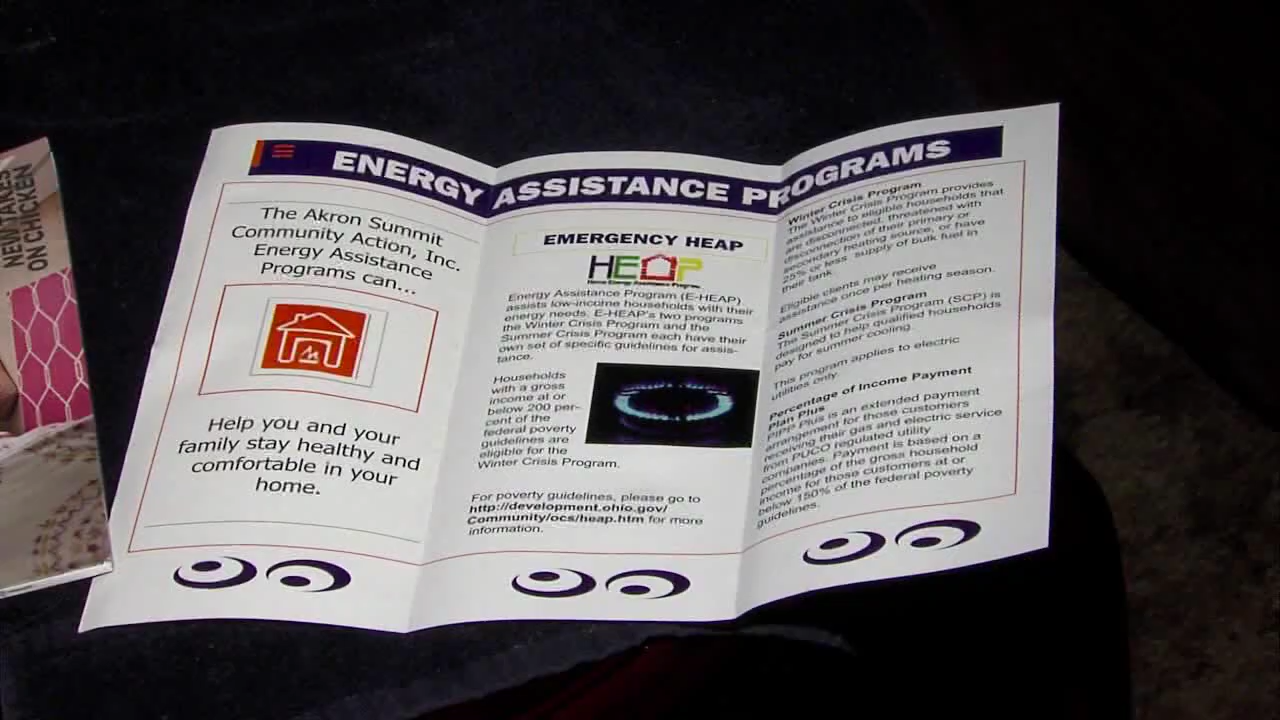 NEW TAKES
ON CHICKEN
ENERGY ASSISTANCE PROGRAMS
The Akron Summit
Community Action, Inc.
Energy Assistance
Programs can...
Help you and your
family stay healthy and
comfortable in your
home.
EMERGENCY HEAP
HEAP
Home Energy Assistance Program
Energy Assistance Program (E-HEAP)
assists low-income households with their
energy needs. E-HEAP's two programs
the Winter Crisis Program and the
Summer Crisis Program each have their
own set of specific guidelines for assis-
tance.
Households
with a gross
income at or
below 200 per-
cent of the
federal poverty
guidelines are
eligible for the
Winter Crisis Program.
For poverty guidelines, please go to
http://development.ohio.gov/
Community/ocs/heap.htm for more
information.
Winter Crisis Program
The Winter Crisis Program provides
assistance to eligible households that
are disconnected, threatened with
disconnection of their primary or
secondary heating source, or have
25% or less supply of bulk fuel in
their tank.
Eligible clients may receive
assistance once per heating season.
Summer Crisis Program
The Summer Crisis Program (SCP) is
designed to help qualified households
pay for summer cooling.
This program applies to electric
utilities only.
Percentage of Income Payment
Plan Plus
PIPP Plus is an extended payment
arrangement for those customers
receiving their gas and electric service
from PUCO regulated utility
companies. Payment is based on a
percentage of the gross household
income for those customers at or
below 150% of the federal poverty
guidelines.